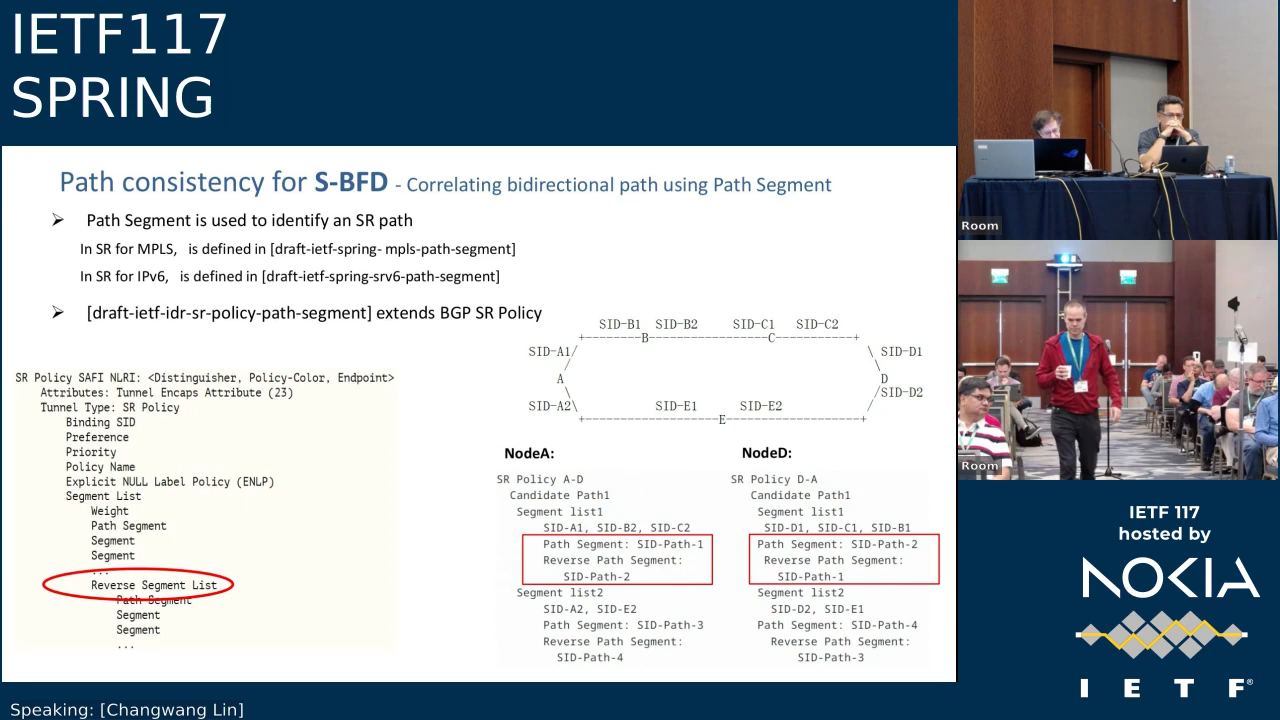 IETF117
SPRING
Path consistency for S-BFD - Correlating bidirectional path using Path Segment
➢ Path Segment is used to identify an SR path
In SR for MPLS, is defined in [draft-ietf-spring- mpls-path-segment]
In SR for IPv6, is defined in [draft-ietf-spring-srv6-path-segment]
➢ [draft-ietf-idr-sr-policy-path-segment] extends BGP SR Policy
SR Policy SAFI NLRI: <Distinguisher, Policy-Color, Endpoint>
Attributes: Tunnel Encaps Attribute (23)
Tunnel Type: SR Policy
Binding SID
Preference
Priority
Policy Name
Explicit NULL Label Policy (ENLP)
Segment List
Weight
Path Segment
Segment
Segment
...
Reverse Segment List
Path Segment
Segment
Segment
...
SID-B1 SID-B2 SID-C1 SID-C2
B C
SID-A1 SID-D1
A D
SID-A2 SID-E1 SID-E2 SID-D2
E
NodeA:
SR Policy A-D
Candidate Path1
Segment list1
SID-A1, SID-B2, SID-C2
Path Segment: SID-Path-1
Reverse Path Segment:
SID-Path-2
Segment list2
SID-A2, SID-E2
Path Segment: SID-Path-3
Reverse Path Segment:
SID-Path-4
NodeD:
SR Policy D-A
Candidate Path1
Segment list1
SID-D1, SID-C1, SID-B1
Path Segment: SID-Path-2
Reverse Path Segment:
SID-Path-1
Segment list2
SID-D2, SID-E1
Path Segment: SID-Path-4
Reverse Path Segment:
SID-Path-3
Room
Room
IETF 117
hosted by
NOKIA
I E T F®
Speaking: [Changwang Lin]